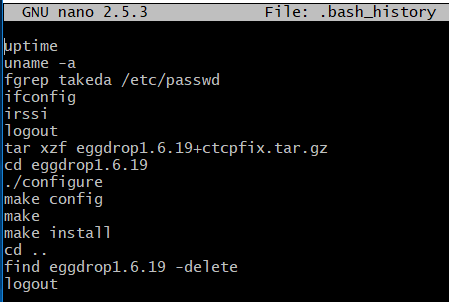 GNU nano 2.5.3 File: .bash_history
uptime
uname -a
fgrep takeda /etc/passwd
ifconfig
irssi
logout
tar xzf eggdrop1.6.19+ctcpfix.tar.gz
cd eggdrop1.6.19
./configure
make config
make
make install
cd ..
find eggdrop1.6.19 -delete
logout